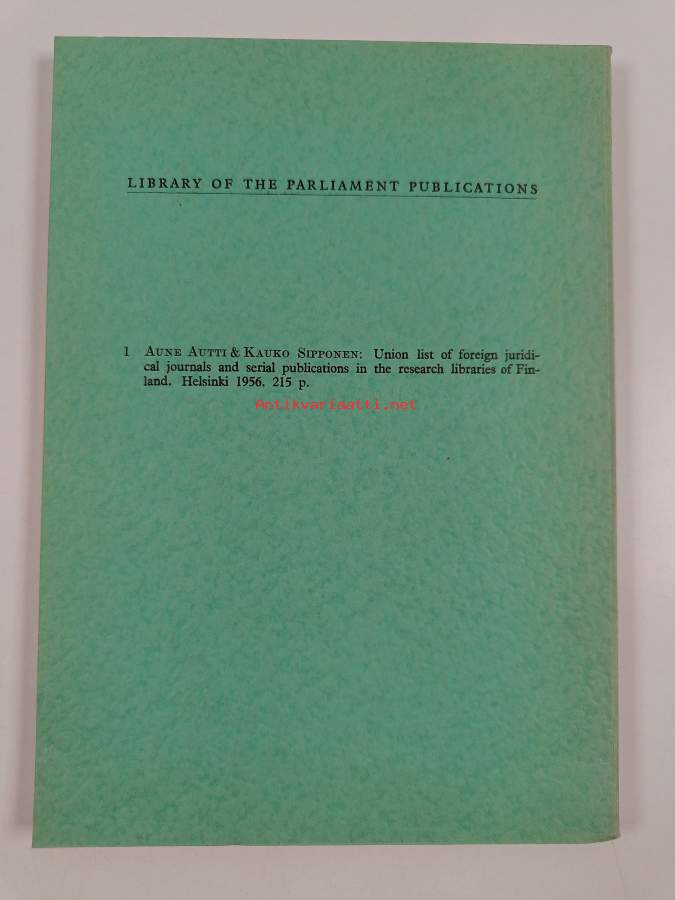 LIBRARY OF THE PARLIAMENT PUBLICATIONS
1 AUNE AUTTI & KAUKO SIPPONEN: Union list of foreign juridi-
cal journals and serial publications in the research libraries of Fin-
land. Helsinki 1956. 215 p.
Antikvariaatti.net